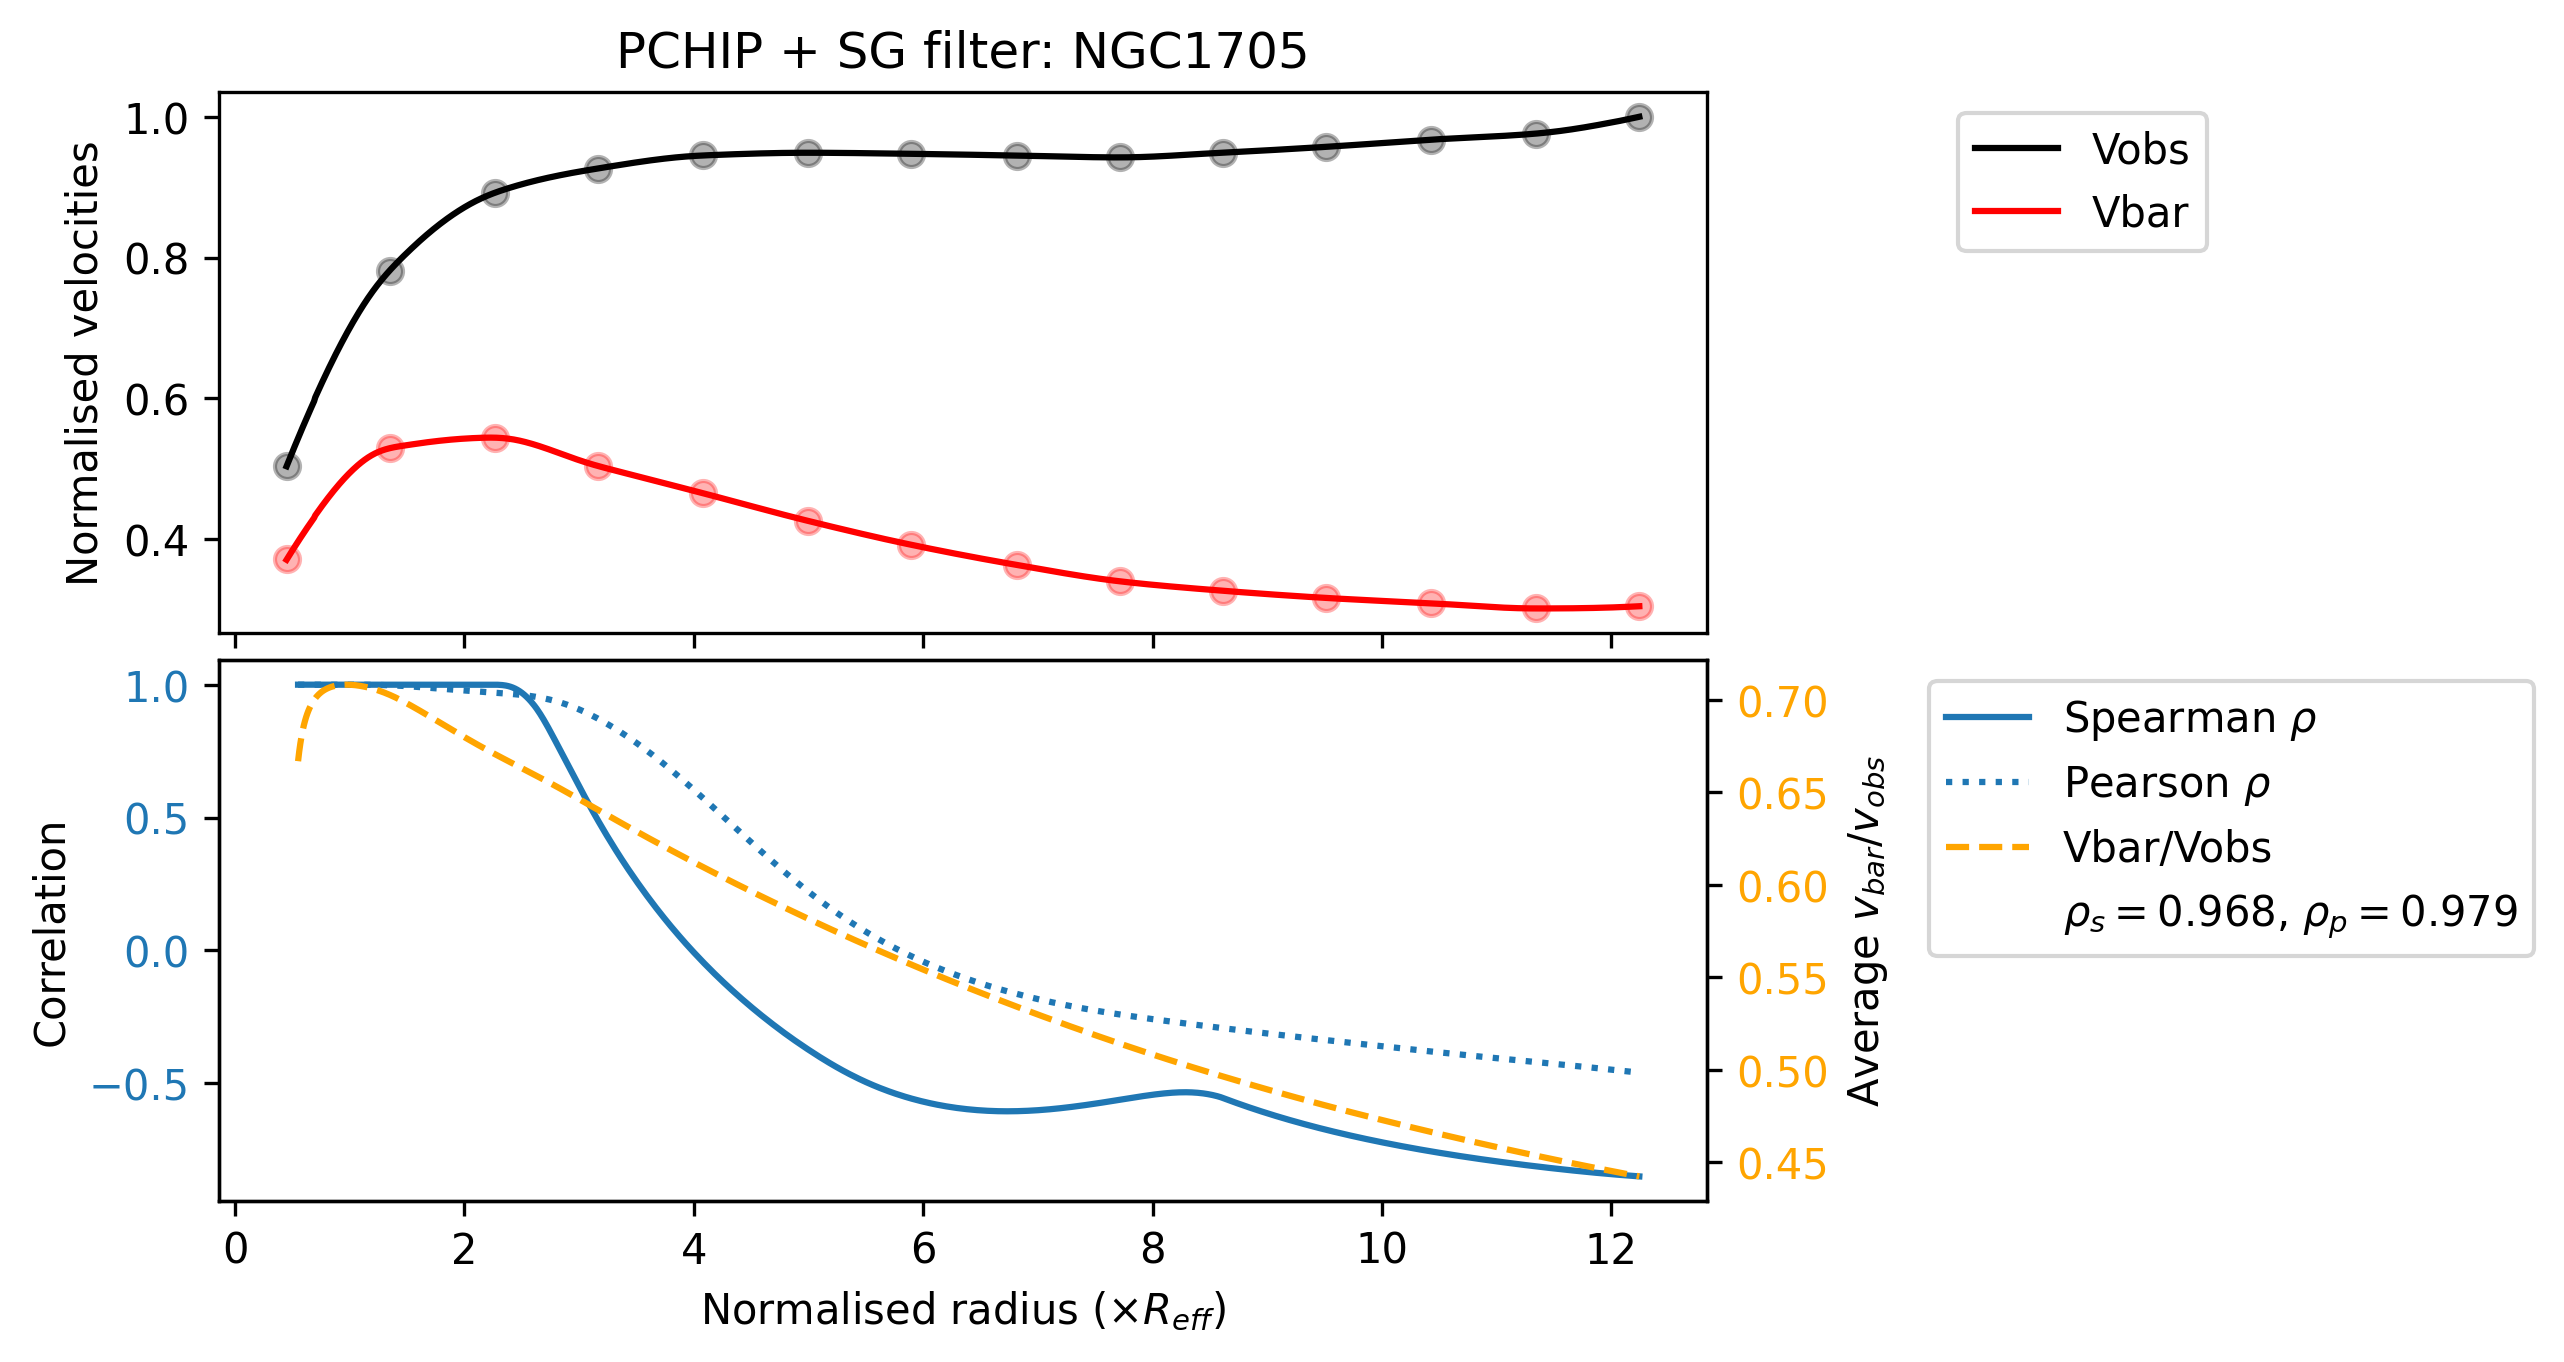 PCHIP + SG filter: NGC1705
Normalised velocities
1.0
0.8
0.6
0.4
Vobs
Vbar
Correlation
1.0
0.5
0.0
−0.5
0.70
0.65
0.60
0.55
0.50
0.45
Average v_bar/v_obs
Spearman ρ
Pearson ρ
Vbar/Vobs
ρ_s = 0.968, ρ_p = 0.979
0 2 4 6 8 10 12
Normalised radius (×R_eff)